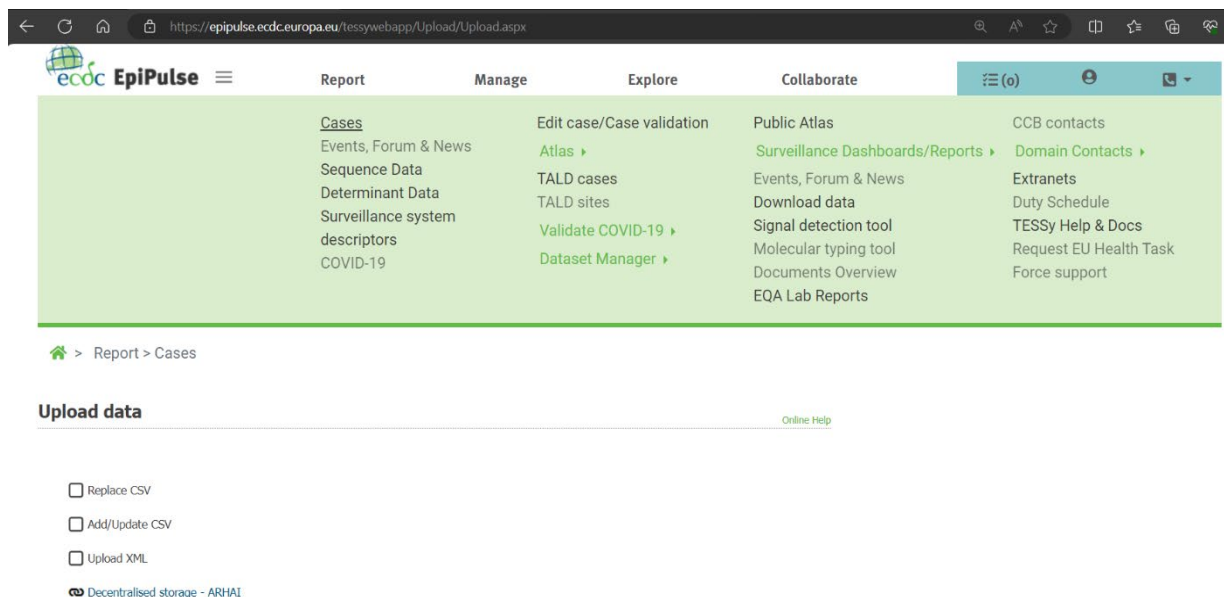 https://epipulse.ecdc.europa.eu/tessywebapp/Upload/Upload.aspx
ecdc EpiPulse
Report Manage Explore Collaborate (0)
Cases
Events, Forum & News
Sequence Data
Determinant Data
Surveillance system
descriptors
COVID-19
Edit case/Case validation
Atlas
TALD cases
TALD sites
Validate COVID-19
Dataset Manager
Public Atlas
Surveillance Dashboards/Reports
Events, Forum & News
Download data
Signal detection tool
Molecular typing tool
Documents Overview
EQA Lab Reports
CCB contacts
Domain Contacts
Extranets
Duty Schedule
TESSy Help & Docs
Request EU Health Task
Force support
> Report > Cases
Upload data
Online Help
Replace CSV
Add/Update CSV
Upload XML
Decentralised storage - ARHAI